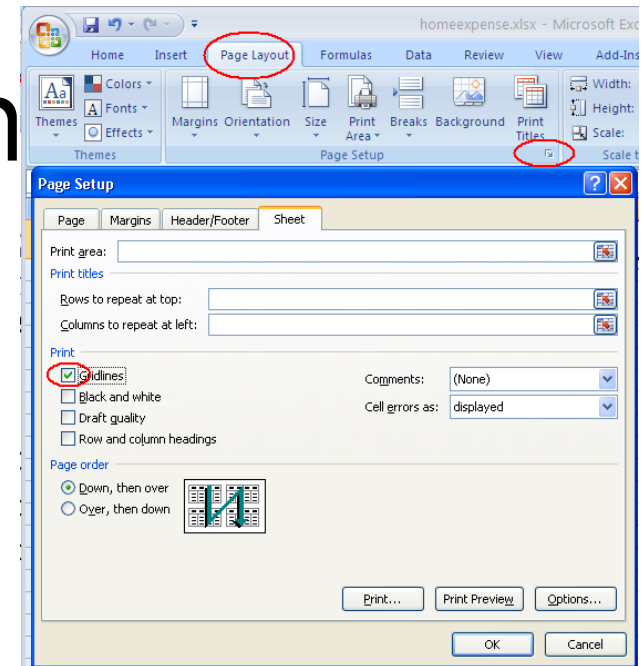 homeexpense.xlsx - Microsoft Exc
Home Insert Page Layout Formulas Data Review View Add-Ins
Aa Colors
A Fonts
Themes Effects
Margins Orientation Size Print Area Breaks Background Print Titles
Width:
Height:
Scale:
Themes Page Setup Scale t
n
Page Setup
Page Margins Header/Footer Sheet
Print area:
Print titles
Rows to repeat at top:
Columns to repeat at left:
Print
Gridlines Comments: (None)
Black and white Cell errors as: displayed
Draft quality
Row and column headings
Page order
Down, then over
Over, then down
Print... Print Preview Options...
OK Cancel